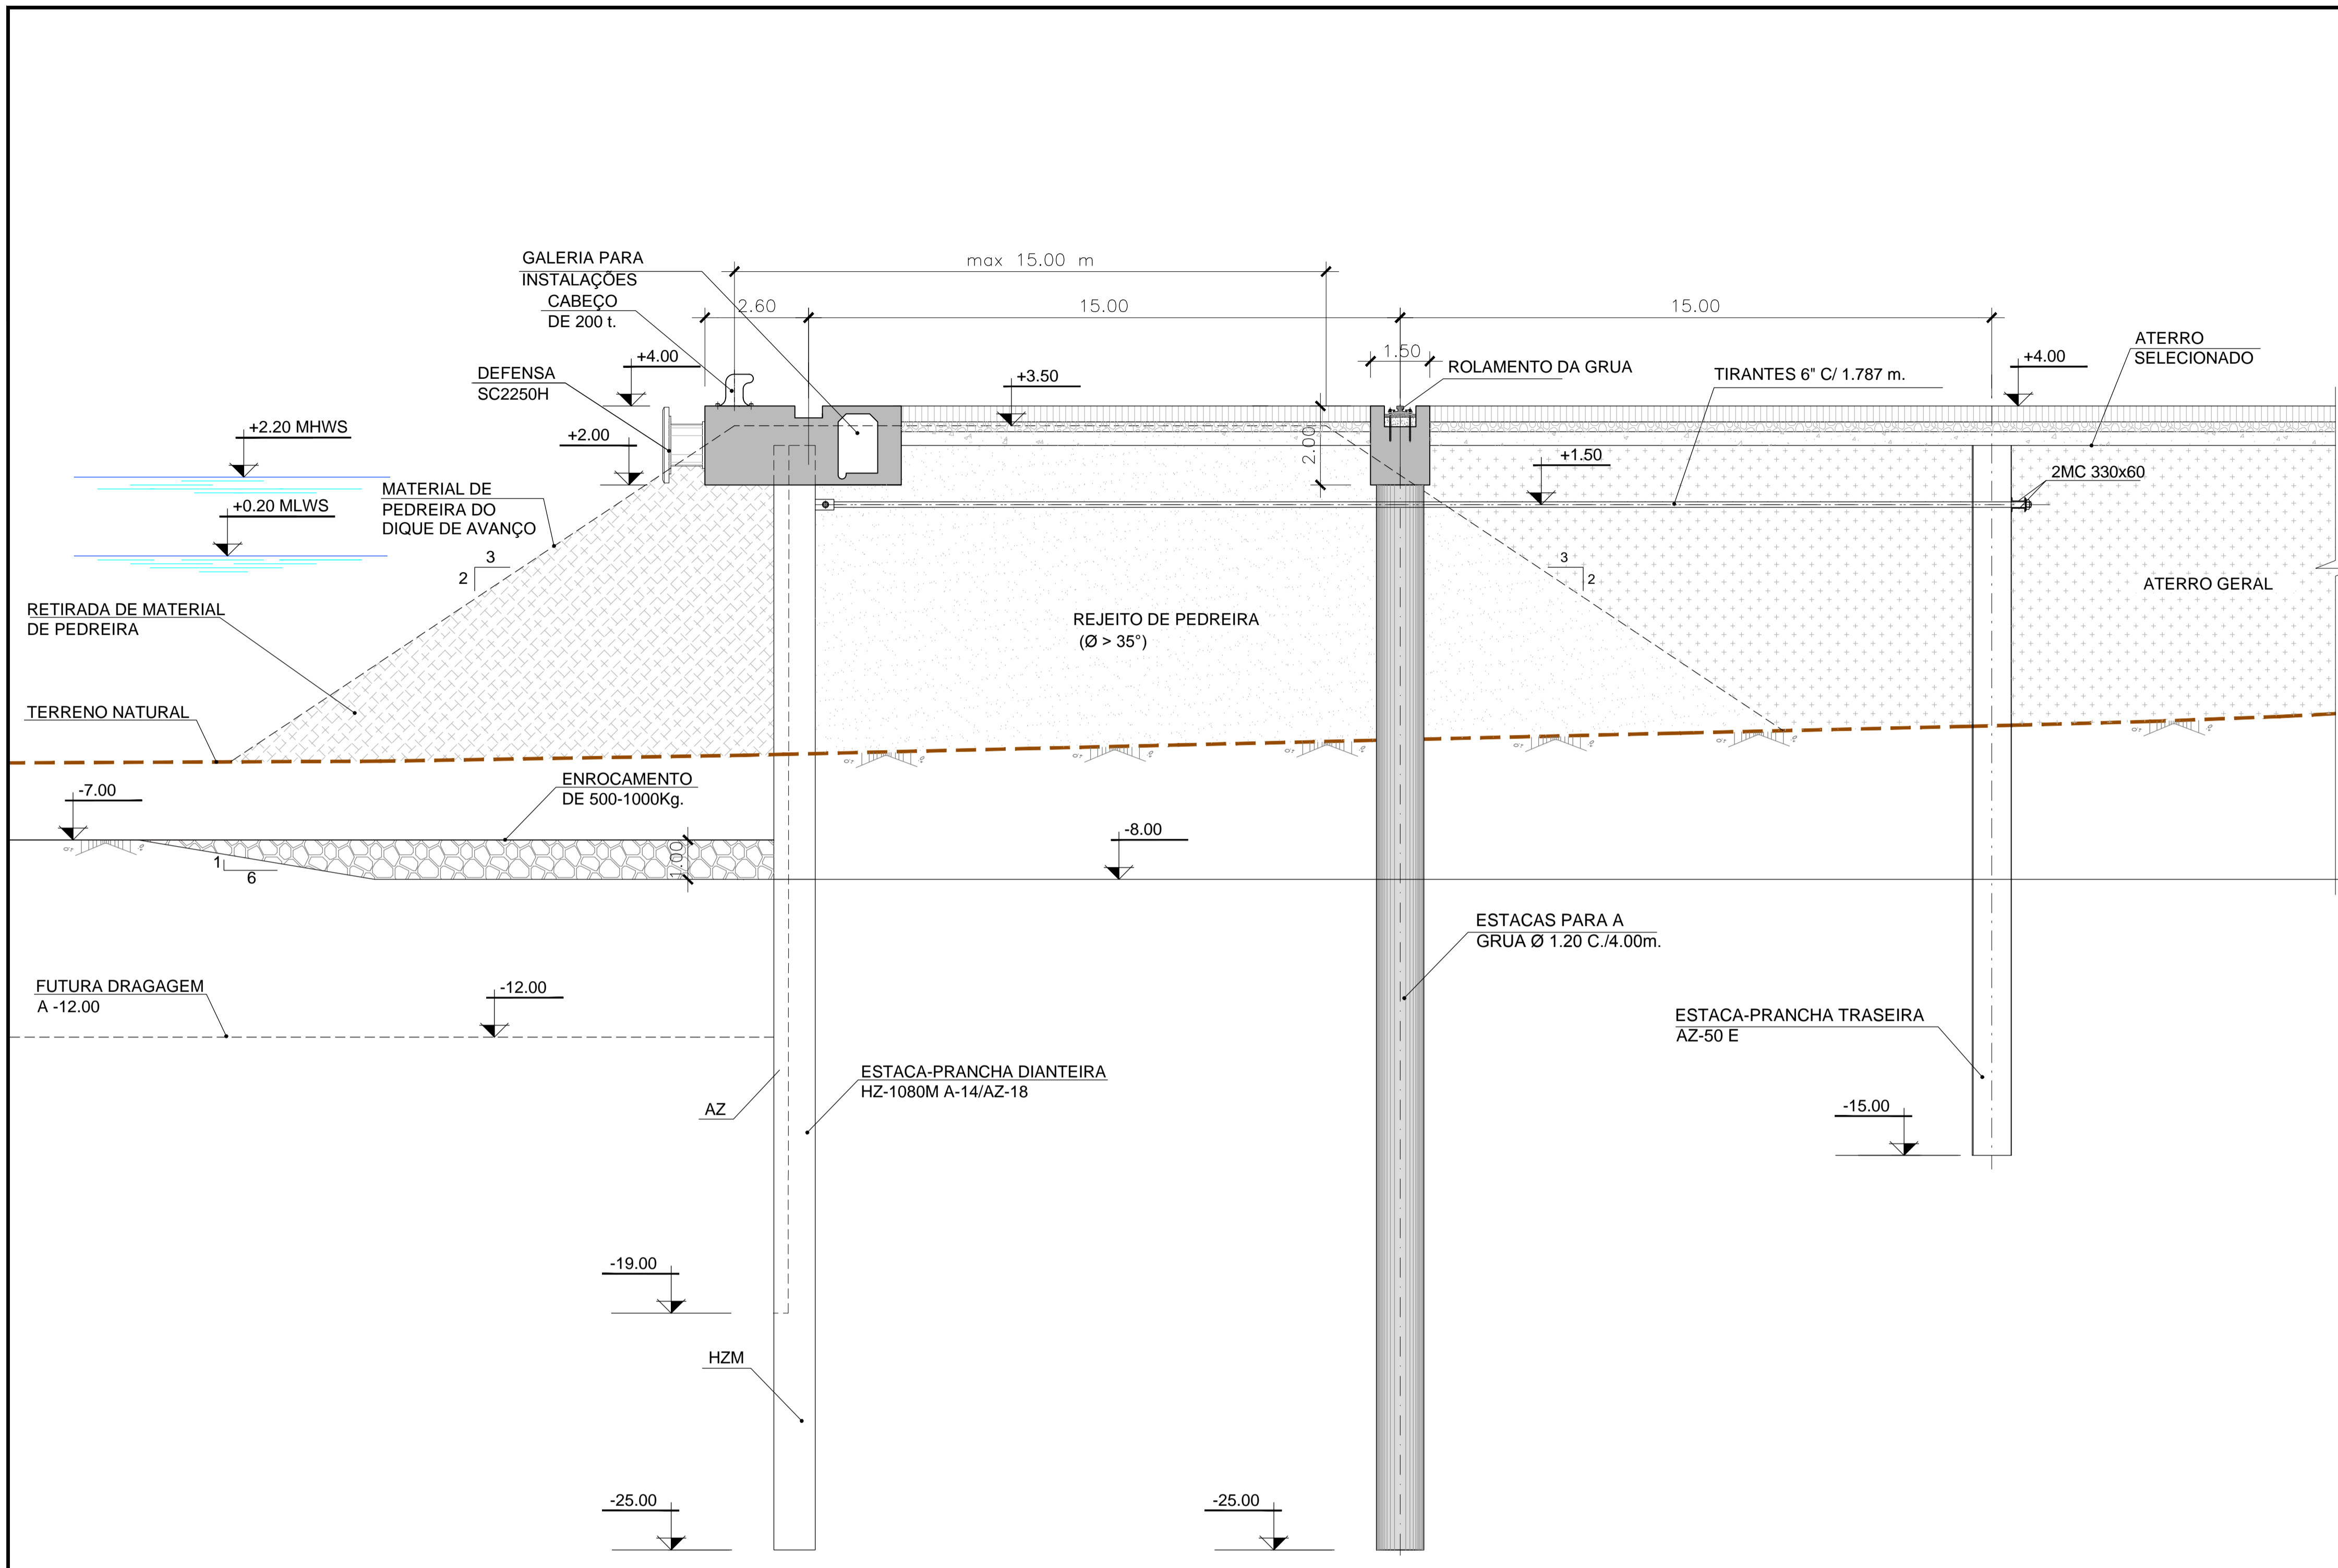 GALERIA PARA
INSTALAÇÕES
CABEÇO
DE 200 t.
max 15.00 m
2.60
15.00
15.00
1.50
+4.00
DEFENSA
SC2250H
+3.50
ROLAMENTO DA GRUA
TIRANTES 6" C/ 1.787 m.
+4.00
ATERRO
SELECIONADO
+2.20 MHWS
+2.00
2.00
+1.50
2MC 330x60
+0.20 MLWS
MATERIAL DE
PEDREIRA DO
DIQUE DE AVANÇO
3
2
3
2
ATERRO GERAL
RETIRADA DE MATERIAL
DE PEDREIRA
REJEITO DE PEDREIRA
(Ø > 35°)
TERRENO NATURAL
-7.00
ENROCAMENTO
DE 500-1000Kg.
1.00
-8.00
1
6
ESTACAS PARA A
GRUA Ø 1.20 C./4.00m.
FUTURA DRAGAGEM
A -12.00
-12.00
ESTACA-PRANCHA TRASEIRA
AZ-50 E
ESTACA-PRANCHA DIANTEIRA
HZ-1080M A-14/AZ-18
AZ
-15.00
-19.00
HZM
-25.00
-25.00